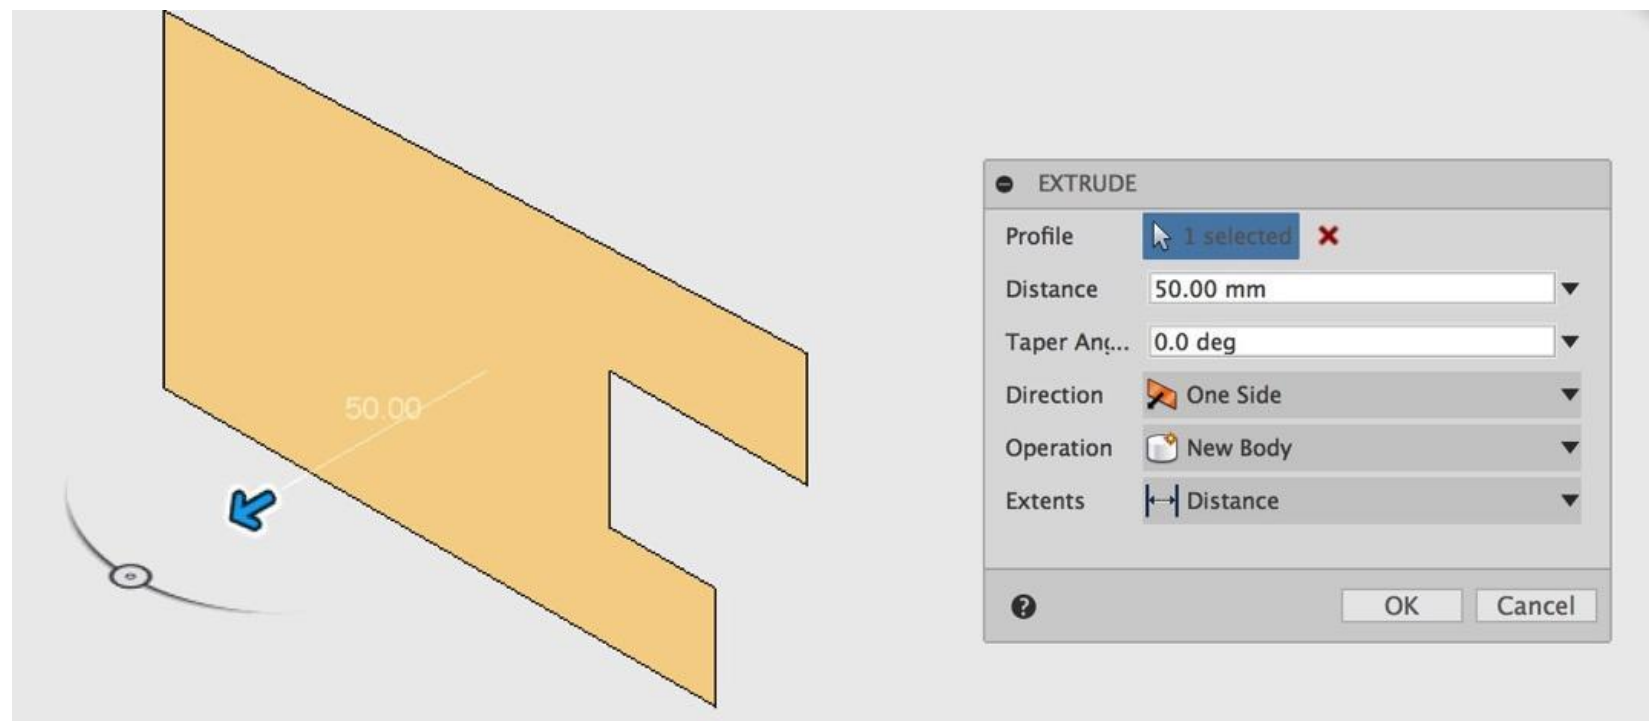 50.00
EXTRUDE
Profile 1 selected
Distance 50.00 mm
Taper Ang... 0.0 deg
Direction One Side
Operation New Body
Extents Distance
OK Cancel